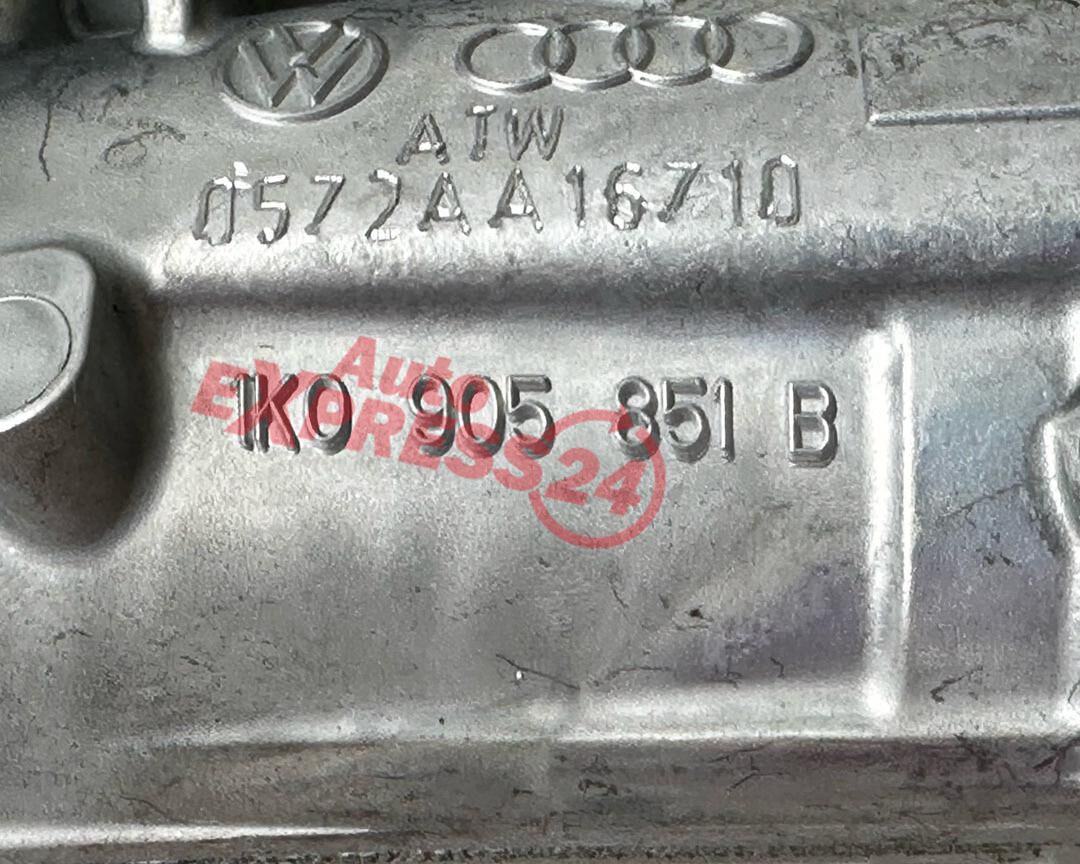 ATW
0572AA16710
1K0 905 851 B
Auto
EXPRESS24